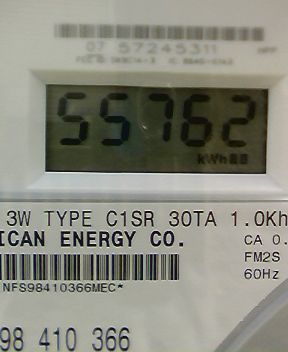 07 57245311
55762
kWh
3W TYPE C1SR 30TA 1.0Kh
ICAN ENERGY CO.
CA 0.
FM2S
60Hz
*NFS98410366MEC*
98 410 366